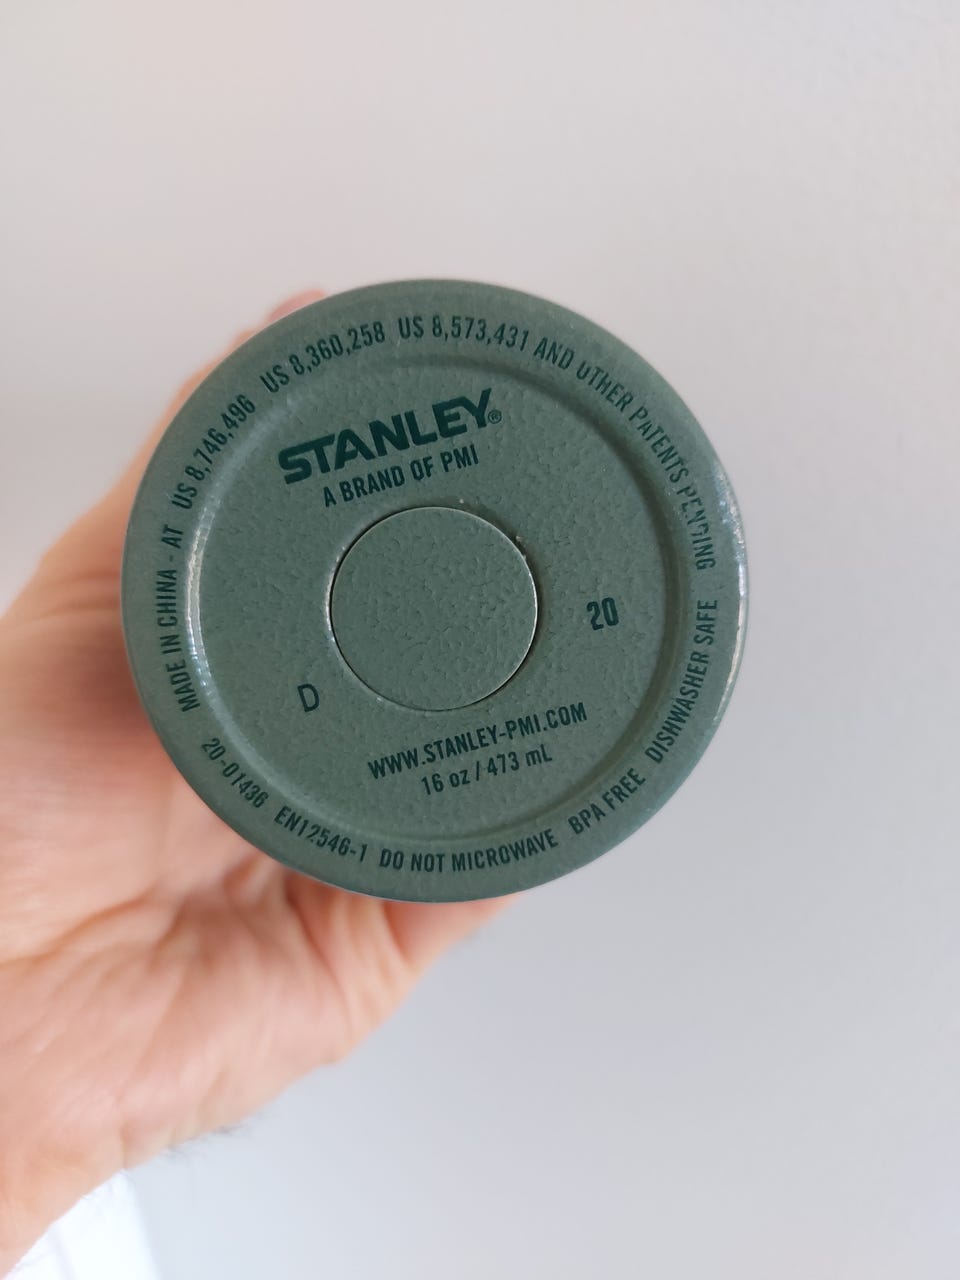 STANLEY®
A BRAND OF PMI
20
D
WWW.STANLEY-PMI.COM
16 oz / 473 mL
MADE IN CHINA - AT US 8,746,496 US 8,360,258 US 8,573,431 AND OTHER PATENTS PENDING
20-01436 EN12546-1 DO NOT MICROWAVE BPA FREE DISHWASHER SAFE